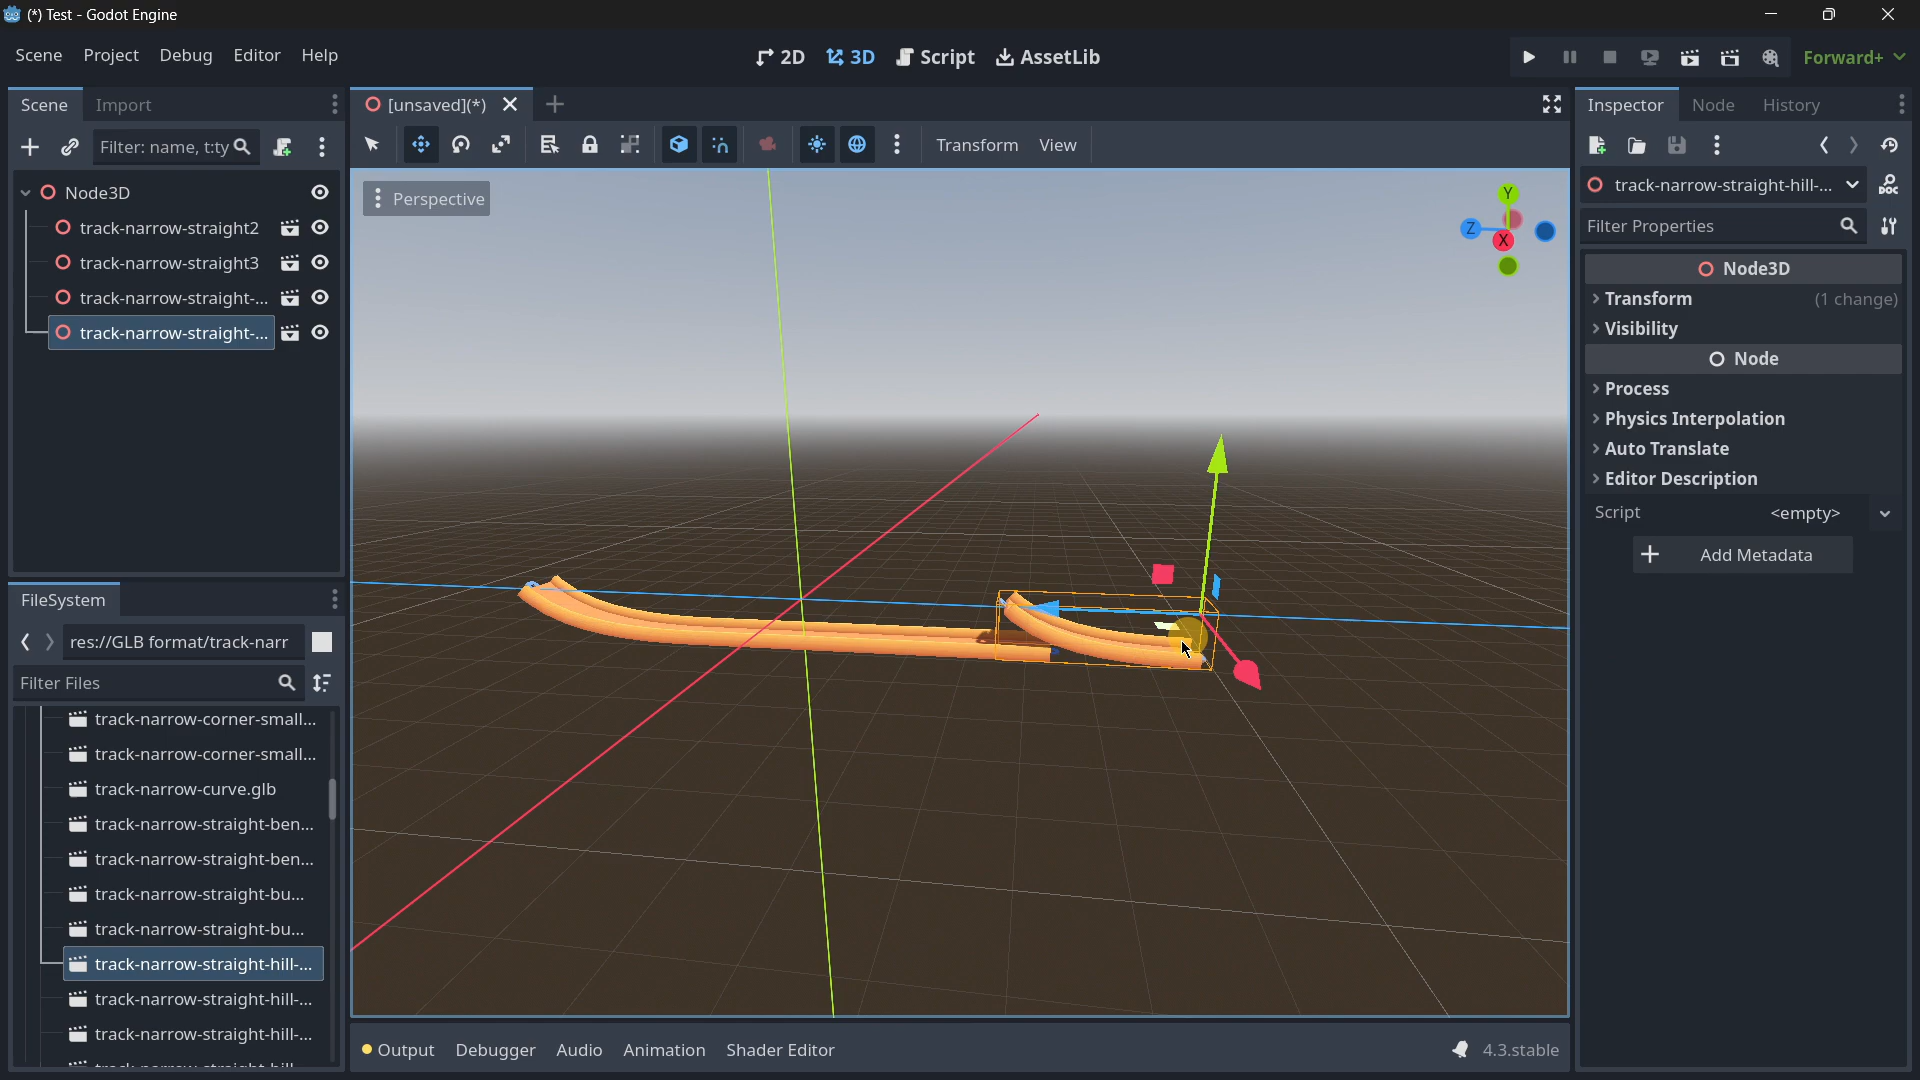 (*) Test - Godot Engine
Scene Project Debug Editor Help
2D 3D Script AssetLib
Forward+
Scene Import
[unsaved](*)
Inspector Node History
Filter: name, t:ty
Transform View
Node3D
track-narrow-straight2
track-narrow-straight3
track-narrow-straight-...
track-narrow-straight-...
Perspective
Y
Z
X
track-narrow-straight-hill-...
Filter Properties
Node3D
Transform (1 change)
Visibility
Node
Process
Physics Interpolation
Auto Translate
Editor Description
Script <empty>
Add Metadata
FileSystem
res://GLB format/track-narr
Filter Files
track-narrow-corner-small...
track-narrow-corner-small...
track-narrow-curve.glb
track-narrow-straight-ben...
track-narrow-straight-ben...
track-narrow-straight-bu...
track-narrow-straight-bu...
track-narrow-straight-hill-...
track-narrow-straight-hill-...
track-narrow-straight-hill-...
Output Debugger Audio Animation Shader Editor
4.3.stable